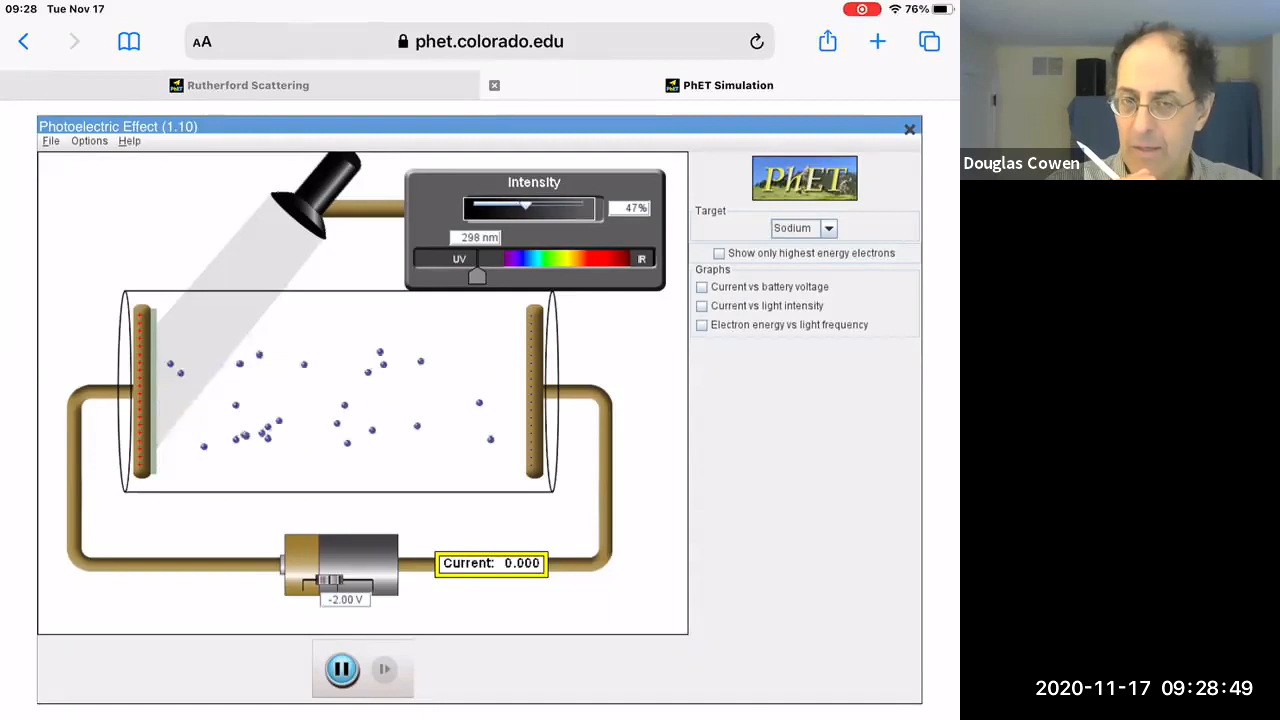 09:28 Tue Nov 17
76%
AA
phet.colorado.edu
PhET Rutherford Scattering
PhET PhET Simulation
Douglas Cowen
Photoelectric Effect (1.10)
File Options Help
Intensity
47%
298 nm
UV
IR
PhET
Target
Sodium
Show only highest energy electrons
Graphs
Current vs battery voltage
Current vs light intensity
Electron energy vs light frequency
Current: 0.000
-2.00 V
2020-11-17 09:28:49